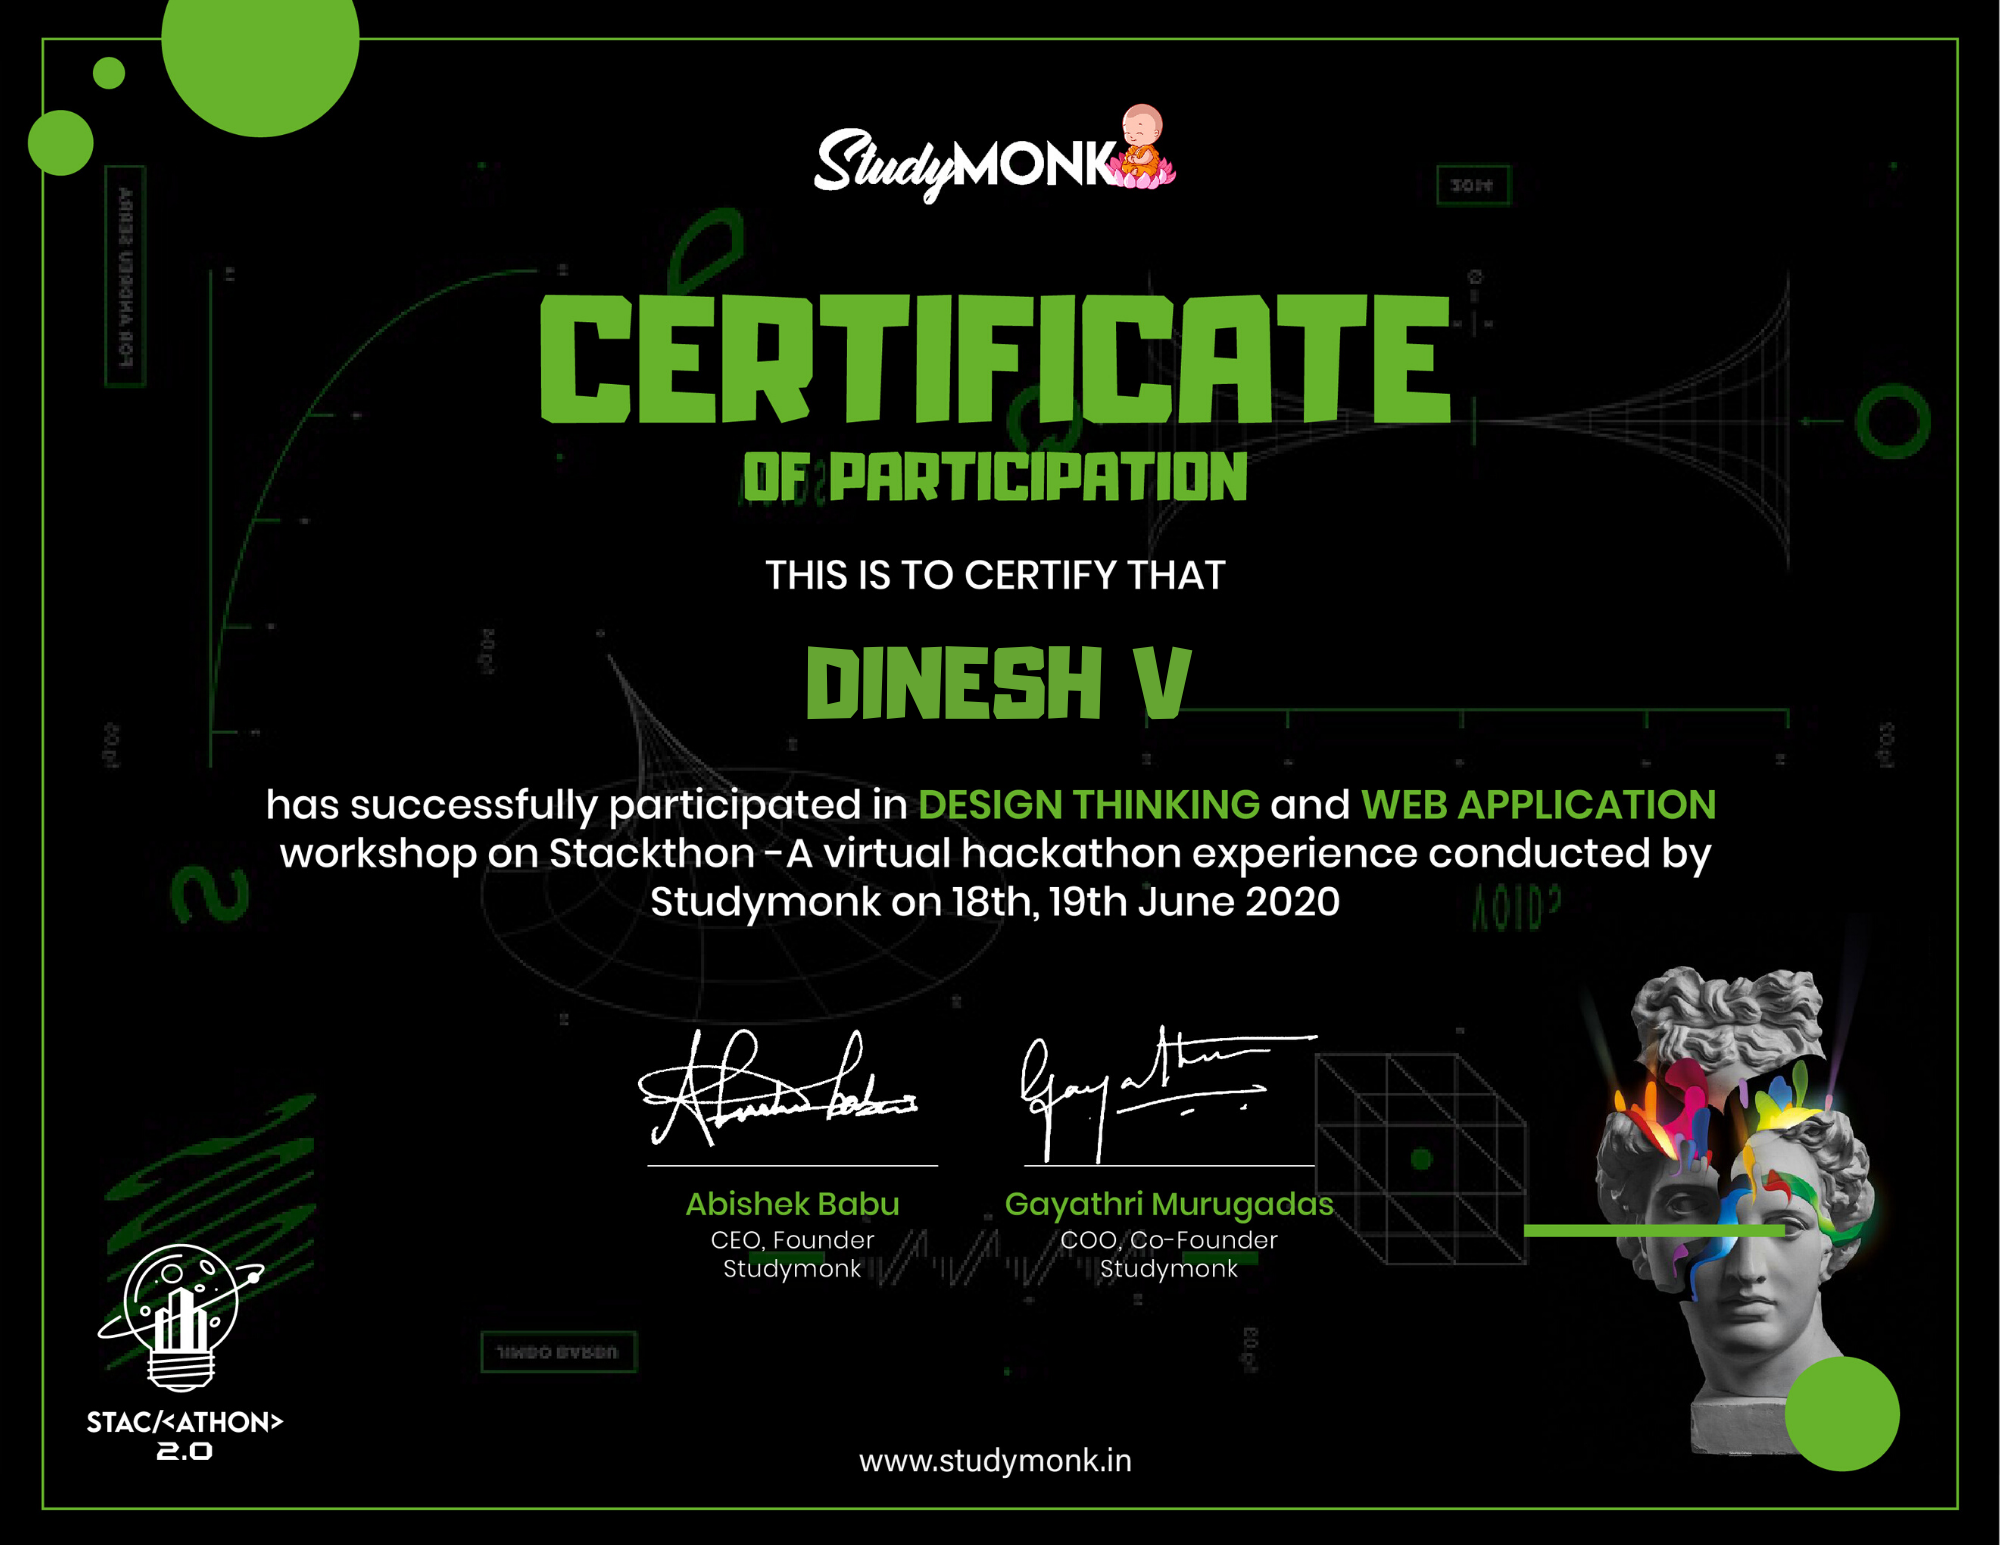 StudyMONK
CERTIFICATE
OF PARTICIPATION
THIS IS TO CERTIFY THAT
DINESH V
has successfully participated in DESIGN THINKING and WEB APPLICATION
workshop on Stackthon -A virtual hackathon experience conducted by
Studymonk on 18th, 19th June 2020
Abishek Babu
CEO, Founder
Studymonk
Gayathri Murugadas
COO, Co-Founder
Studymonk
STAC/<ATHON>
2.0
www.studymonk.in